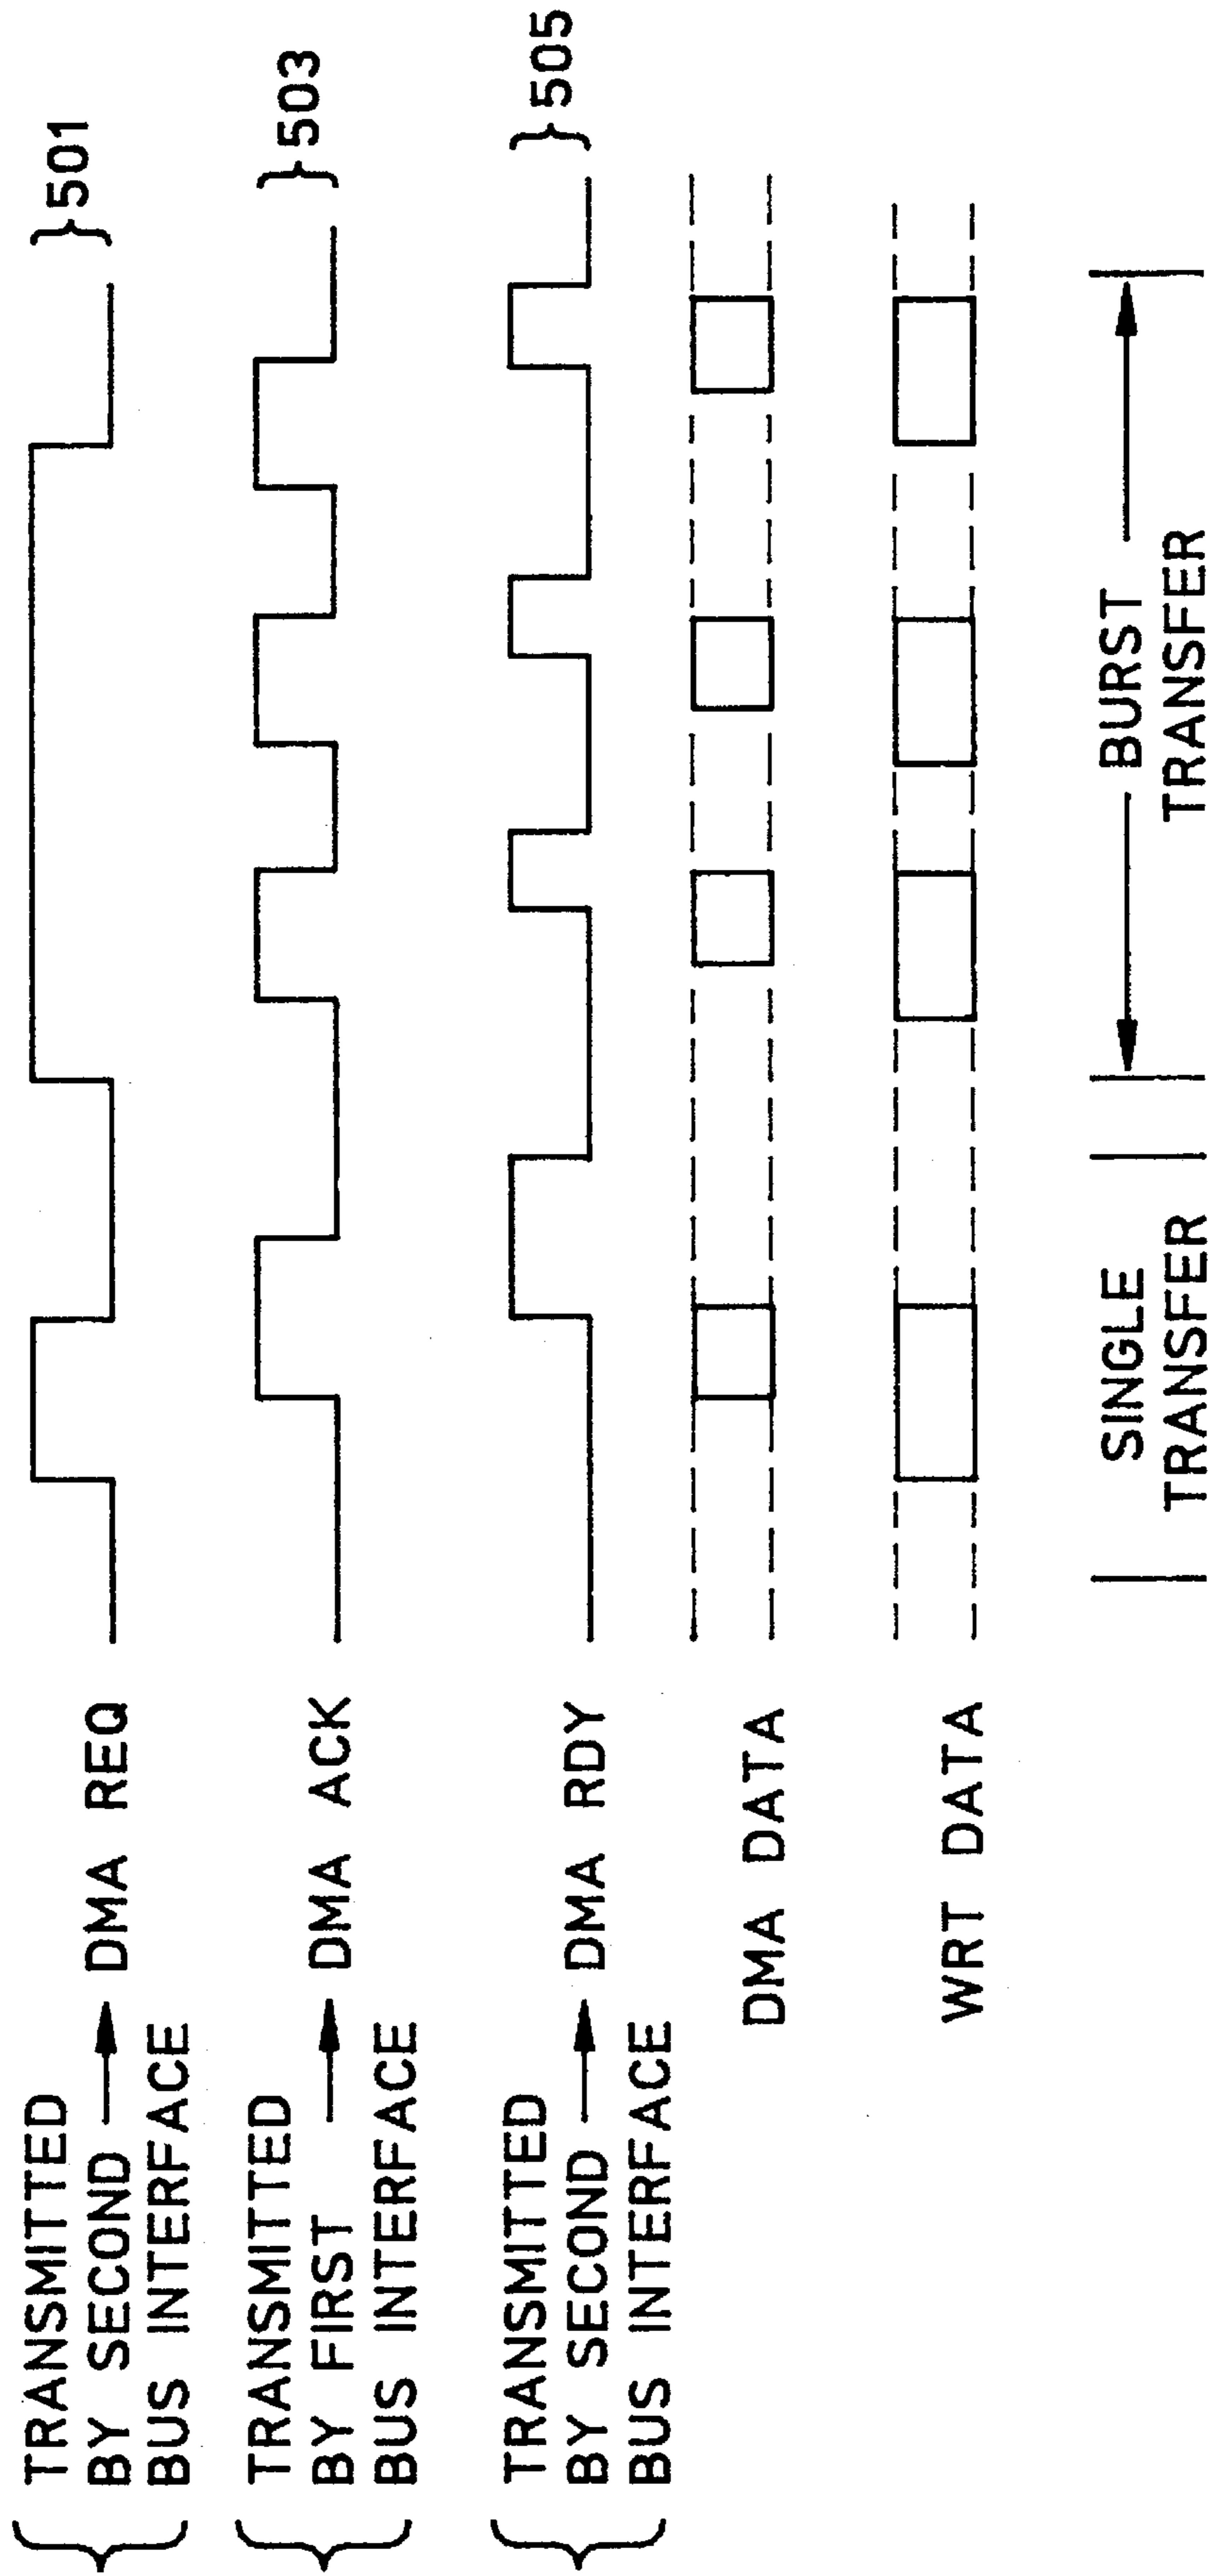 TRANSMITTED
BY SECOND
BUS INTERFACE
DMA REQ
501
TRANSMITTED
BY FIRST
BUS INTERFACE
DMA ACK
503
TRANSMITTED
BY SECOND
BUS INTERFACE
DMA RDY
505
DMA DATA
WRT DATA
SINGLE
TRANSFER
BURST
TRANSFER